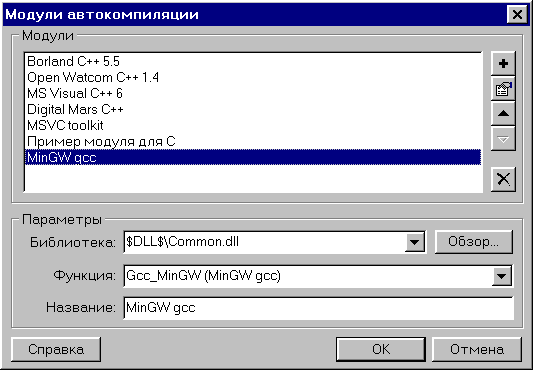 Модули автокомпиляции
Модули
Borland C++ 5.5
Open Watcom C++ 1.4
MS Visual C++ 6
Digital Mars C++
MSVC toolkit
Пример модуля для C
MinGW gcc
Параметры
Библиотека: $DLL$\Common.dll Обзор...
Функция: Gcc_MinGW (MinGW gcc)
Название: MinGW gcc
Справка OK Отмена